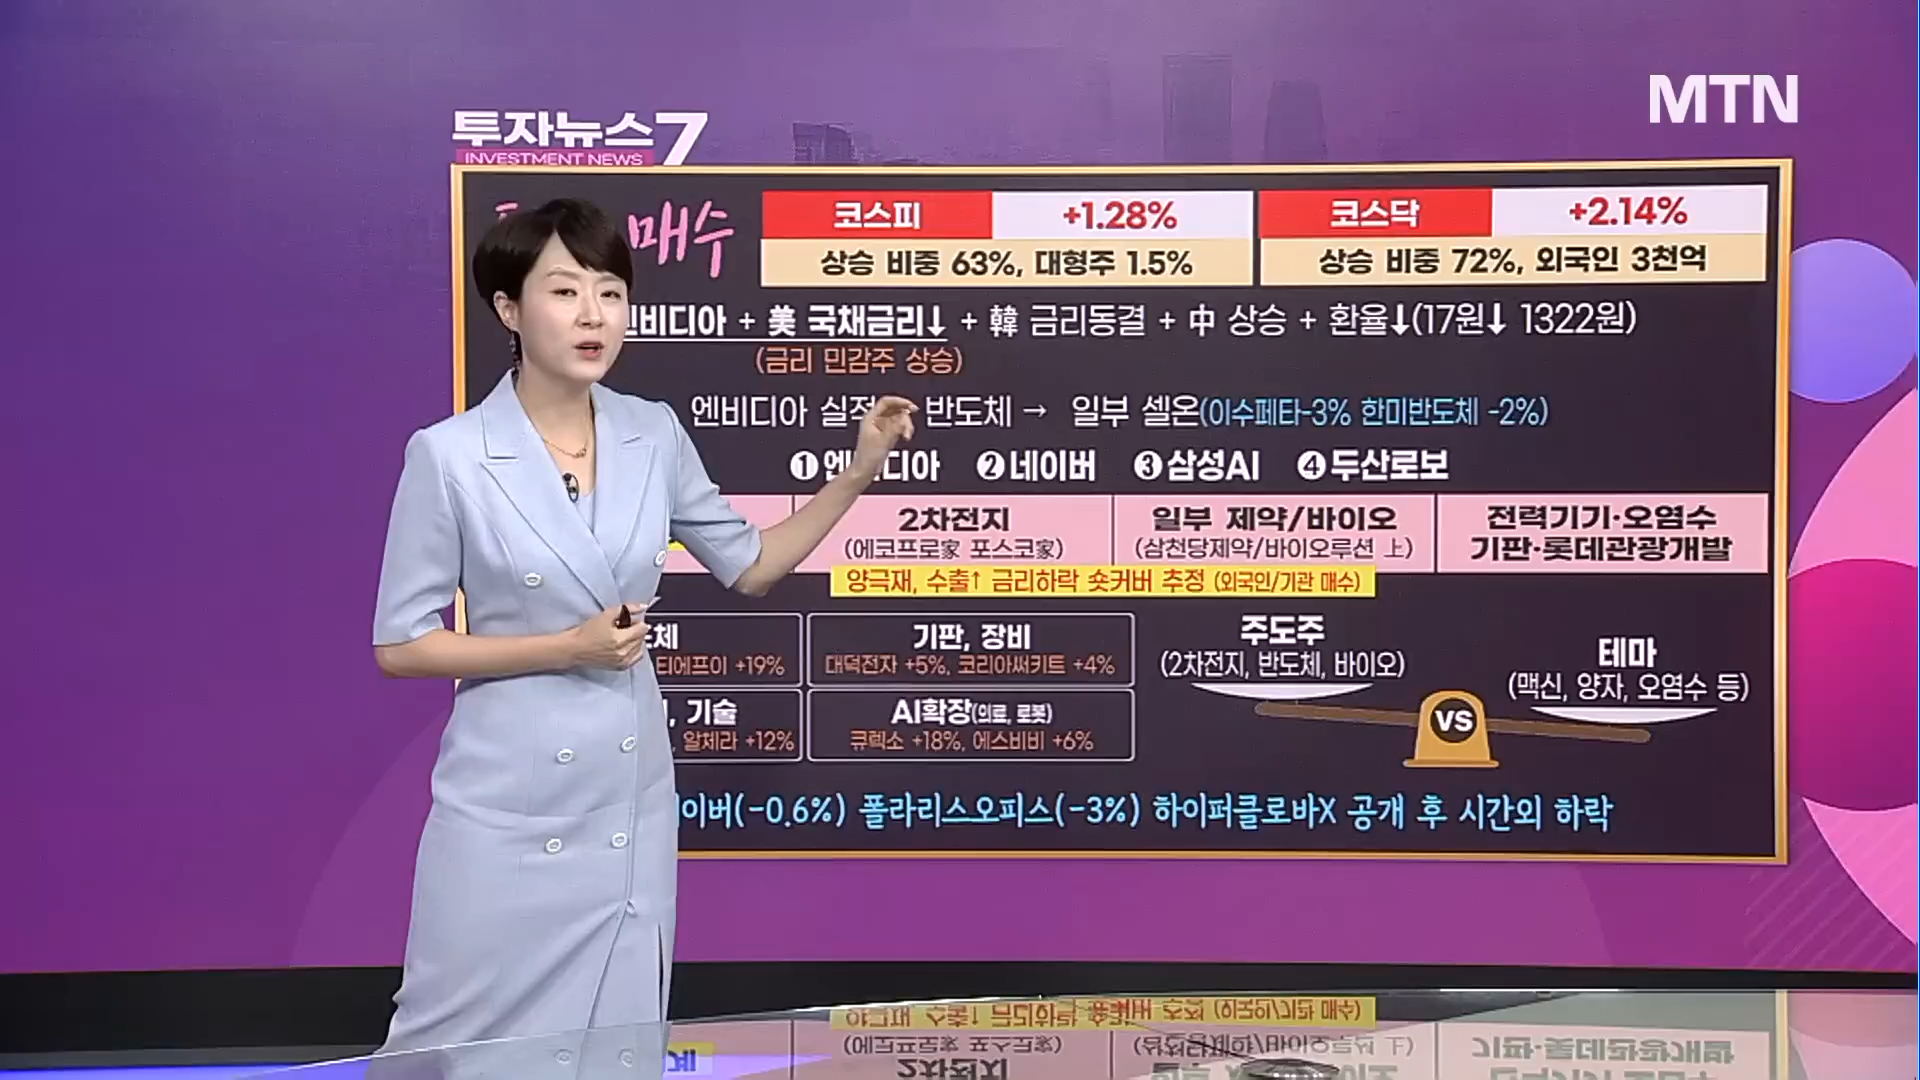 MTN
투자뉴스7
INVESTMENT NEWS
매수
코스피 +1.28%
상승 비중 63%, 대형주 1.5%
코스닥 +2.14%
상승 비중 72%, 외국인 3천억
+ 美 국채금리↓ + 韓 금리동결 + 中 상승 + 환율↓(17원↓ 1322원)
(금리 민감주 상승)
엔비디아 반도체 → 일부 셀온(이수페타-3% 한미반도체 -2%)
❶ ❷네이버 ❸삼성AI ❹두산로보
2차전지
(에코프로家 포스코家)
일부 제약/바이오
(삼천당제약/바이오루션 上)
전력기기·오염수
기판·롯데관광개발
양극재, 수출↑ 금리하락 숏커버 추정 (외국인/기관 매수)
티에프이 +19%
기판, 장비
대덕전자 +5%, 코리아써키트 +4%
, 기술
, 알체라 +12%
AI확장(의료, 로봇)
큐렉소 +18%, 에스비비 +6%
주도주
(2차전지, 반도체, 바이오)
VS
테마
(맥신, 양자, 오염수 등)
(-0.6%) 폴라리스오피스(-3%) 하이퍼클로바X 공개 후 시간외 하락